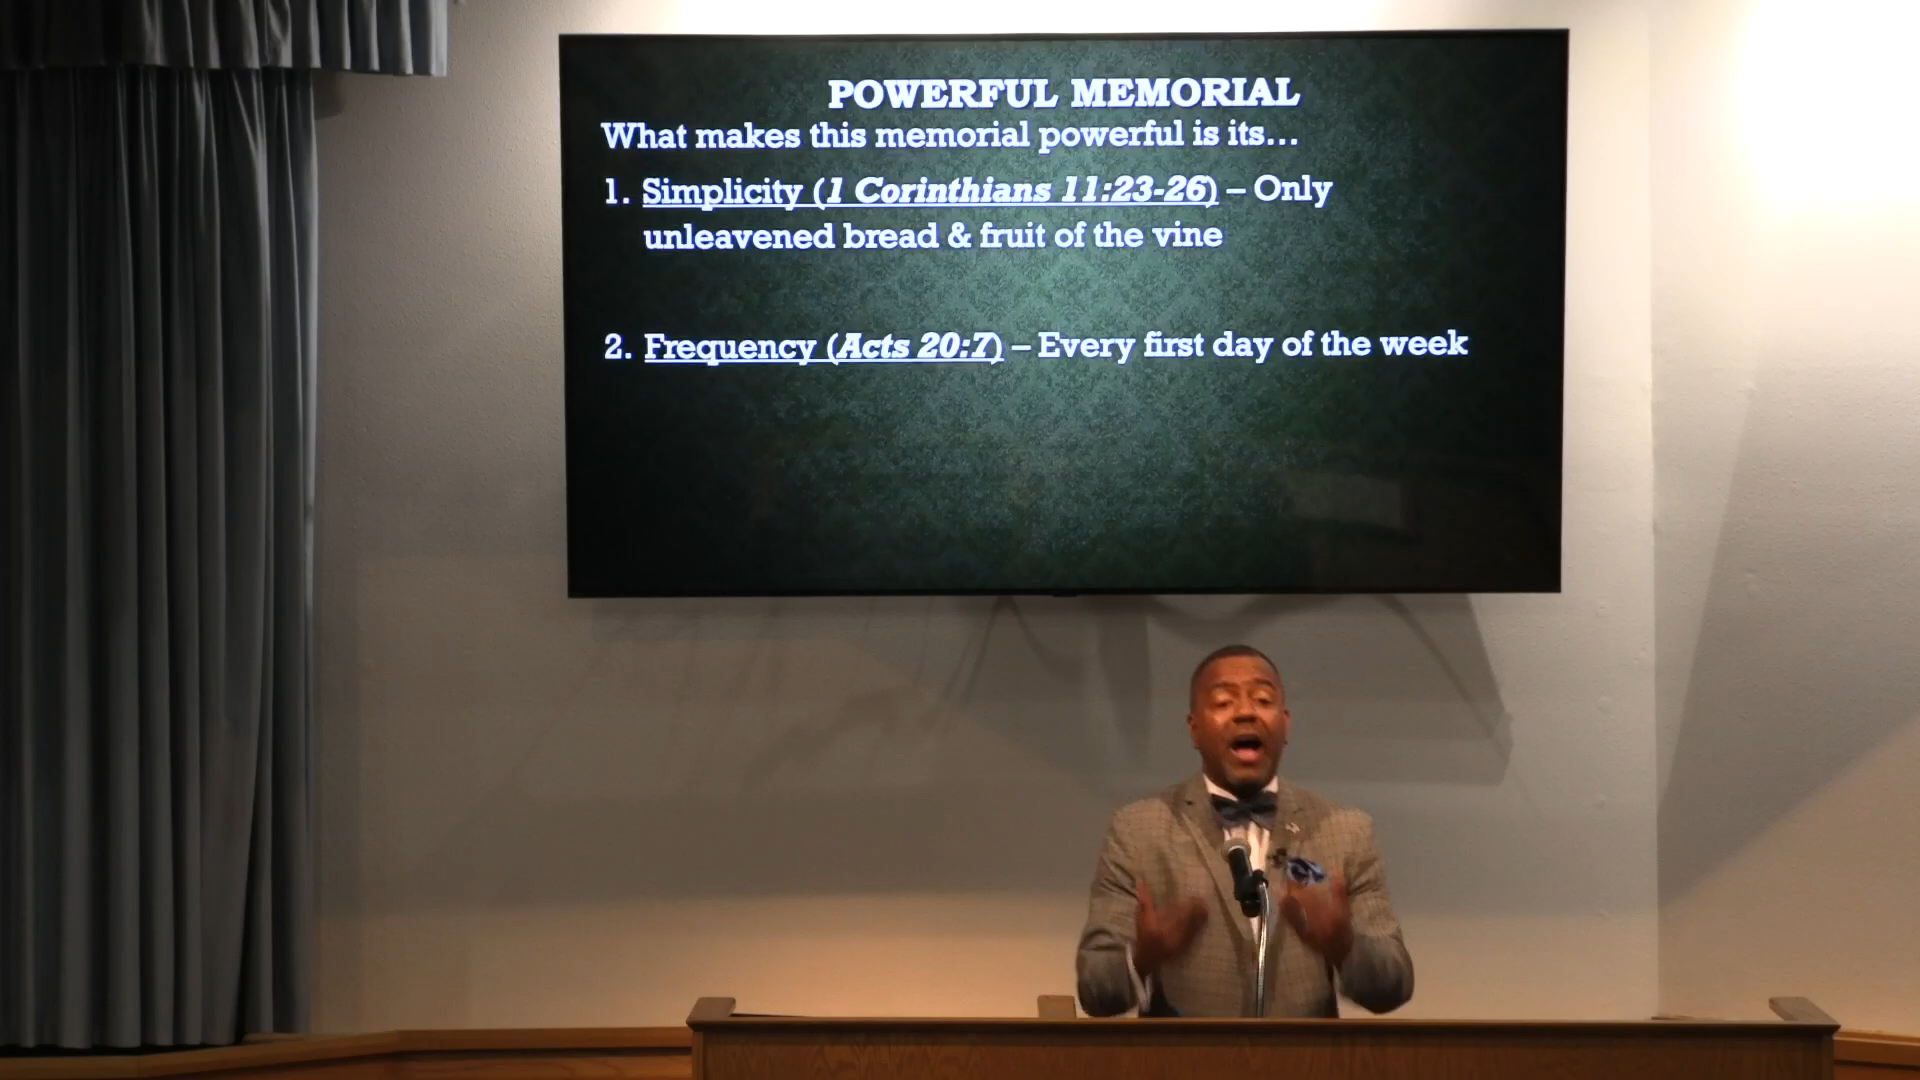 POWERFUL MEMORIAL
What makes this memorial powerful is its...
1. Simplicity (1 Corinthians 11:23-26) – Only
unleavened bread & fruit of the vine
2. Frequency (Acts 20:7) – Every first day of the week